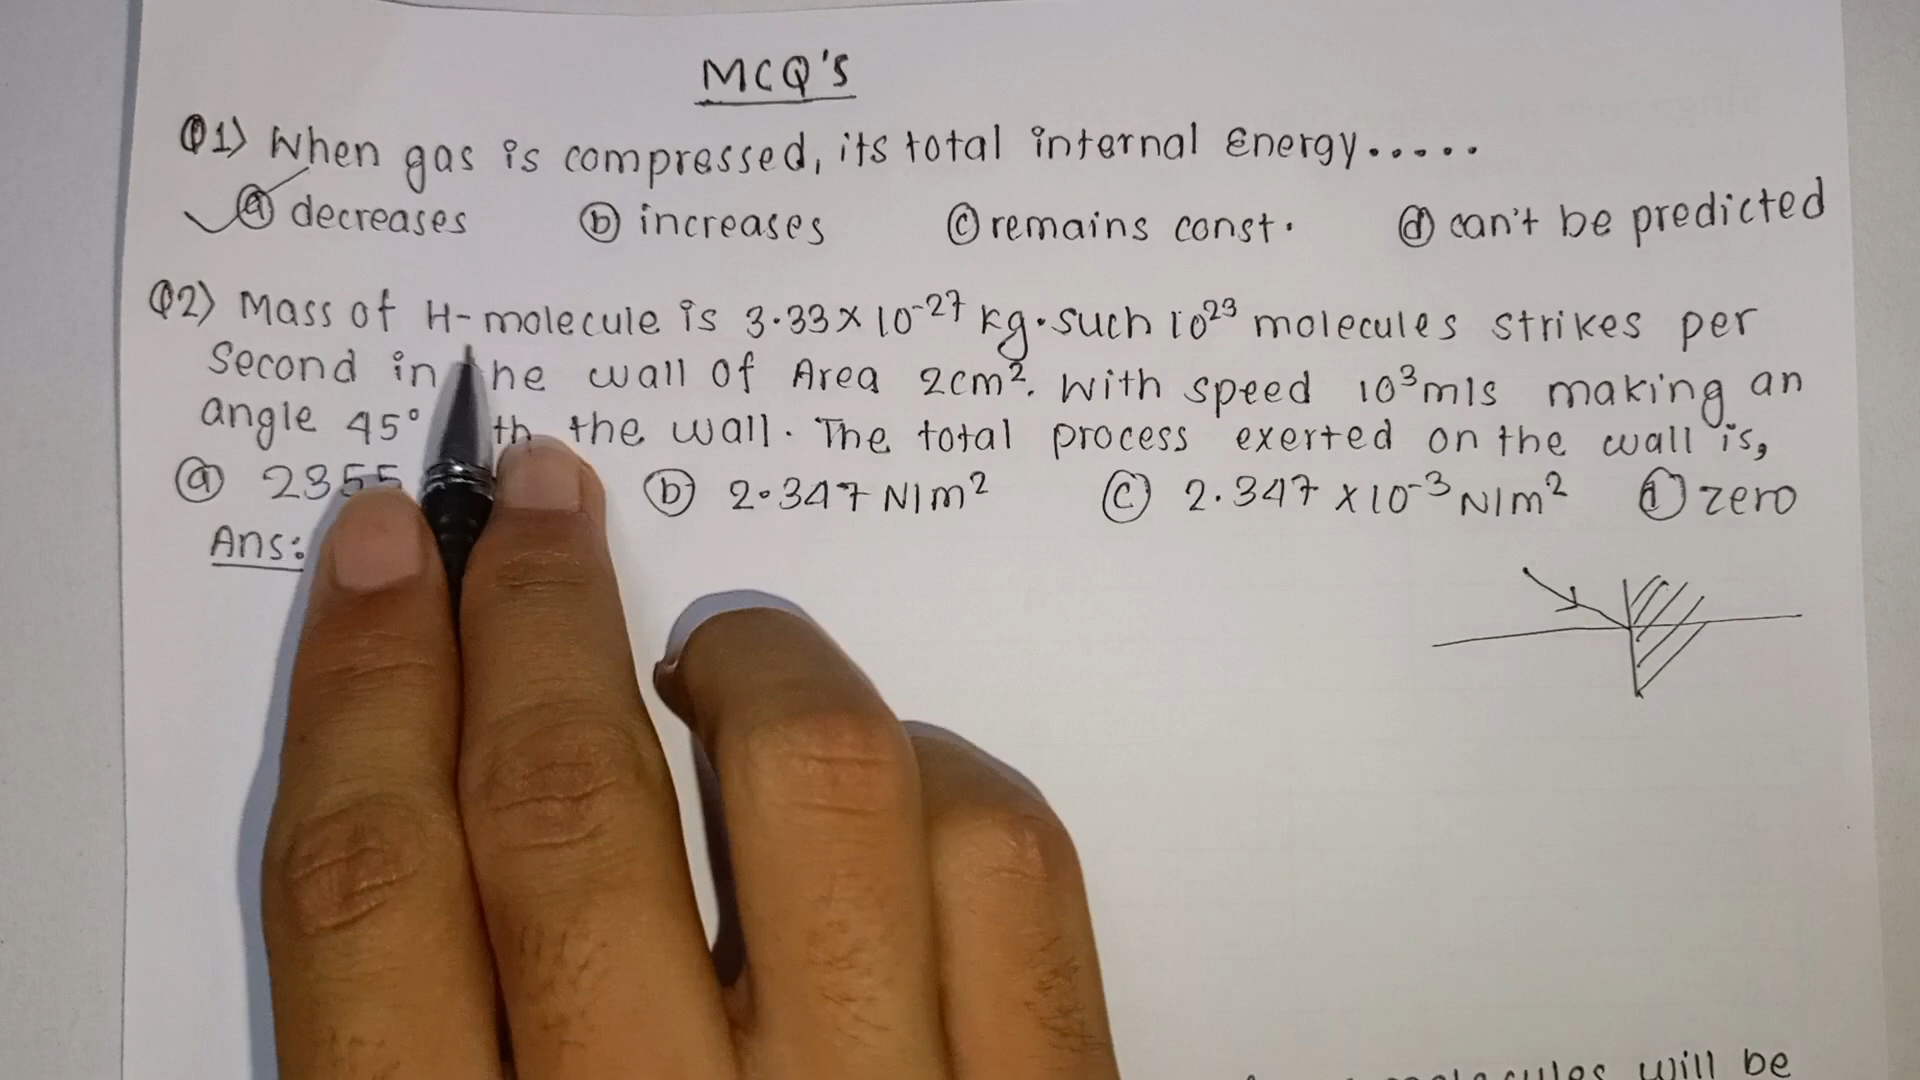 MCQ's
Q1) When gas is compressed, its total internal Energy.....
ⓐ decreases ⓑ increases ⓒ remains const. ⓓ can't be predicted
Q2) Mass of H-molecule is 3.33×10⁻²⁷ kg. such 10²³ molecules strikes per
Second in the wall of Area 2cm². With speed 10³m/s making an
angle 45° th the wall. The total process exerted on the wall is,
ⓐ 2355 ⓑ 2.347 N/m² ⓒ 2.347 ×10⁻³ N/m² ⓓ zero
Ans:
molecules will be